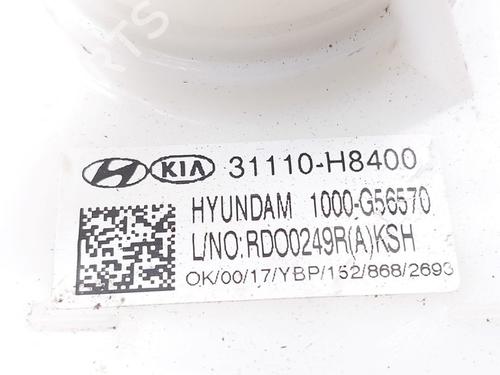 KIA 31110-H8400
HYUNDAM 1000-G56570
L/NO:RDO0249R(A)KSH
OK/00/17/YBP/152/868/2693